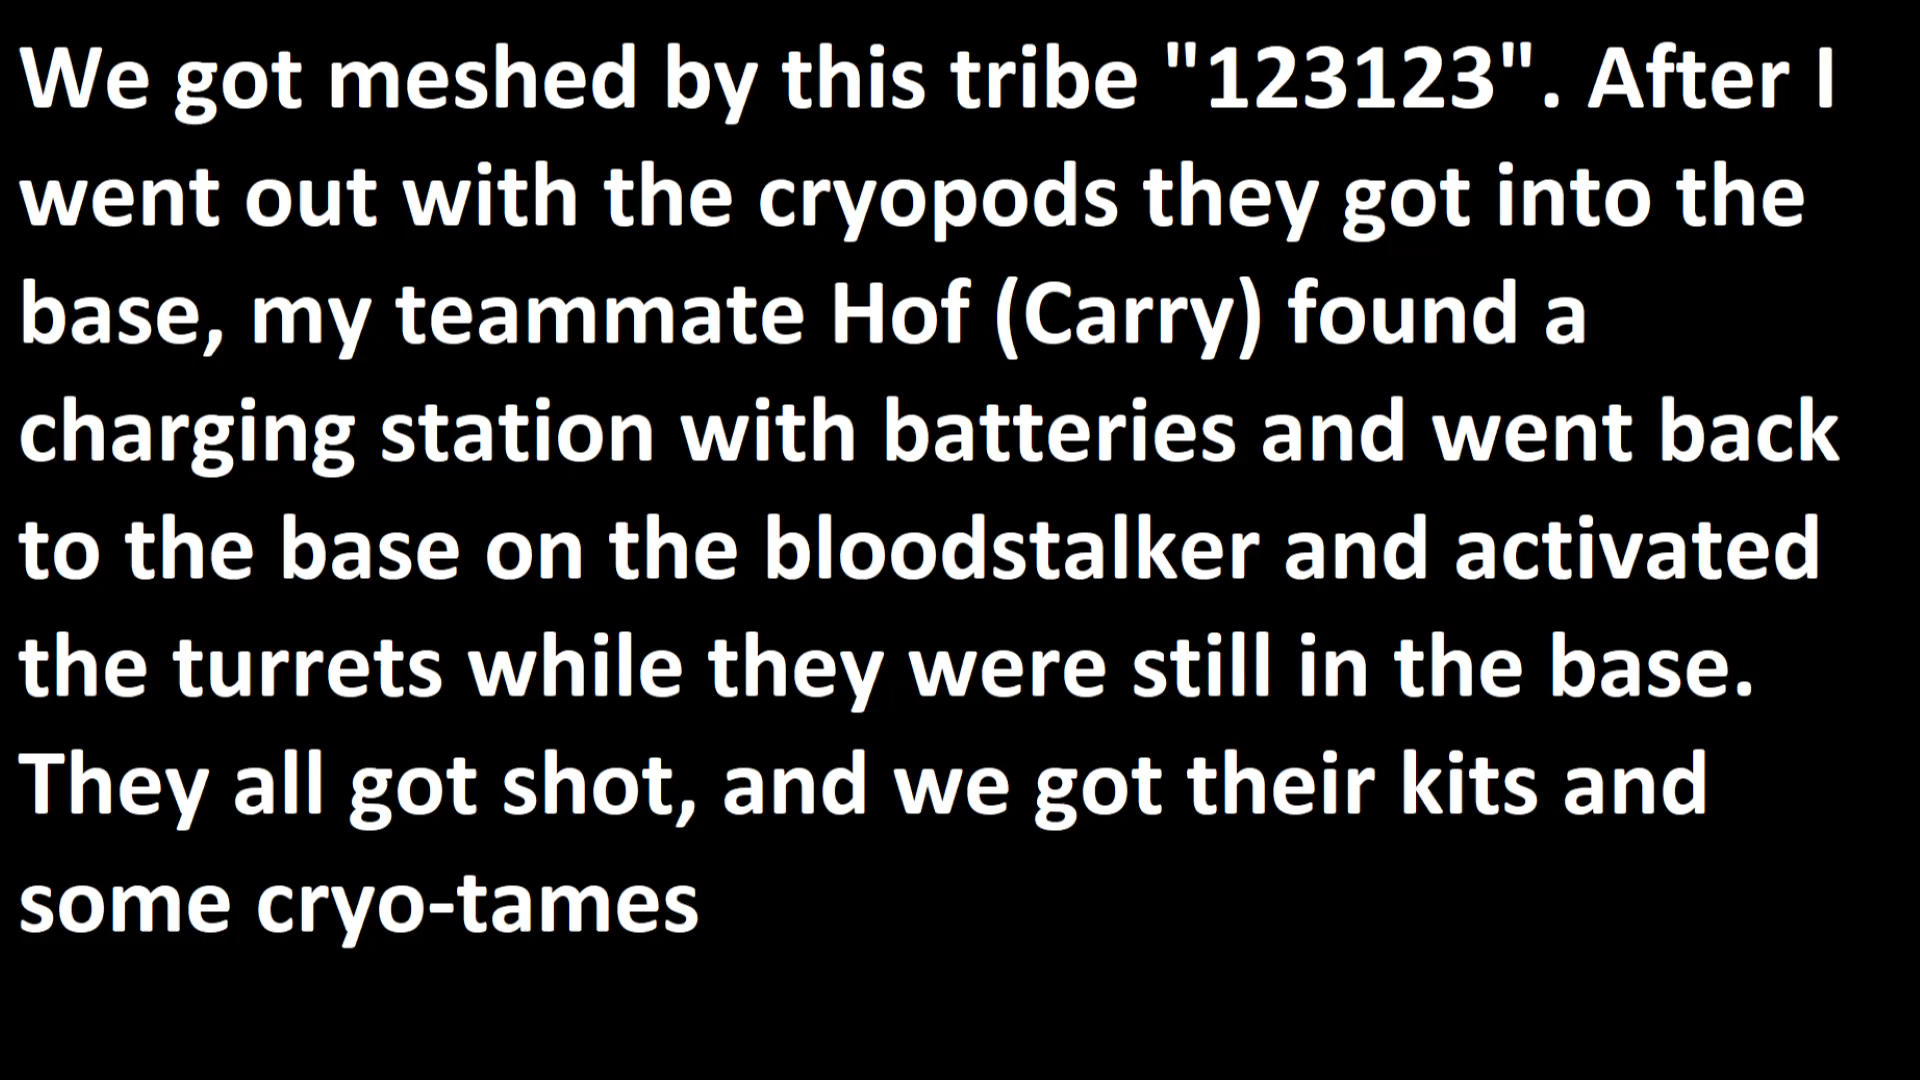 We got meshed by this tribe "123123". After I
went out with the cryopods they got into the
base, my teammate Hof (Carry) found a
charging station with batteries and went back
to the base on the bloodstalker and activated
the turrets while they were still in the base.
They all got shot, and we got their kits and
some cryo-tames